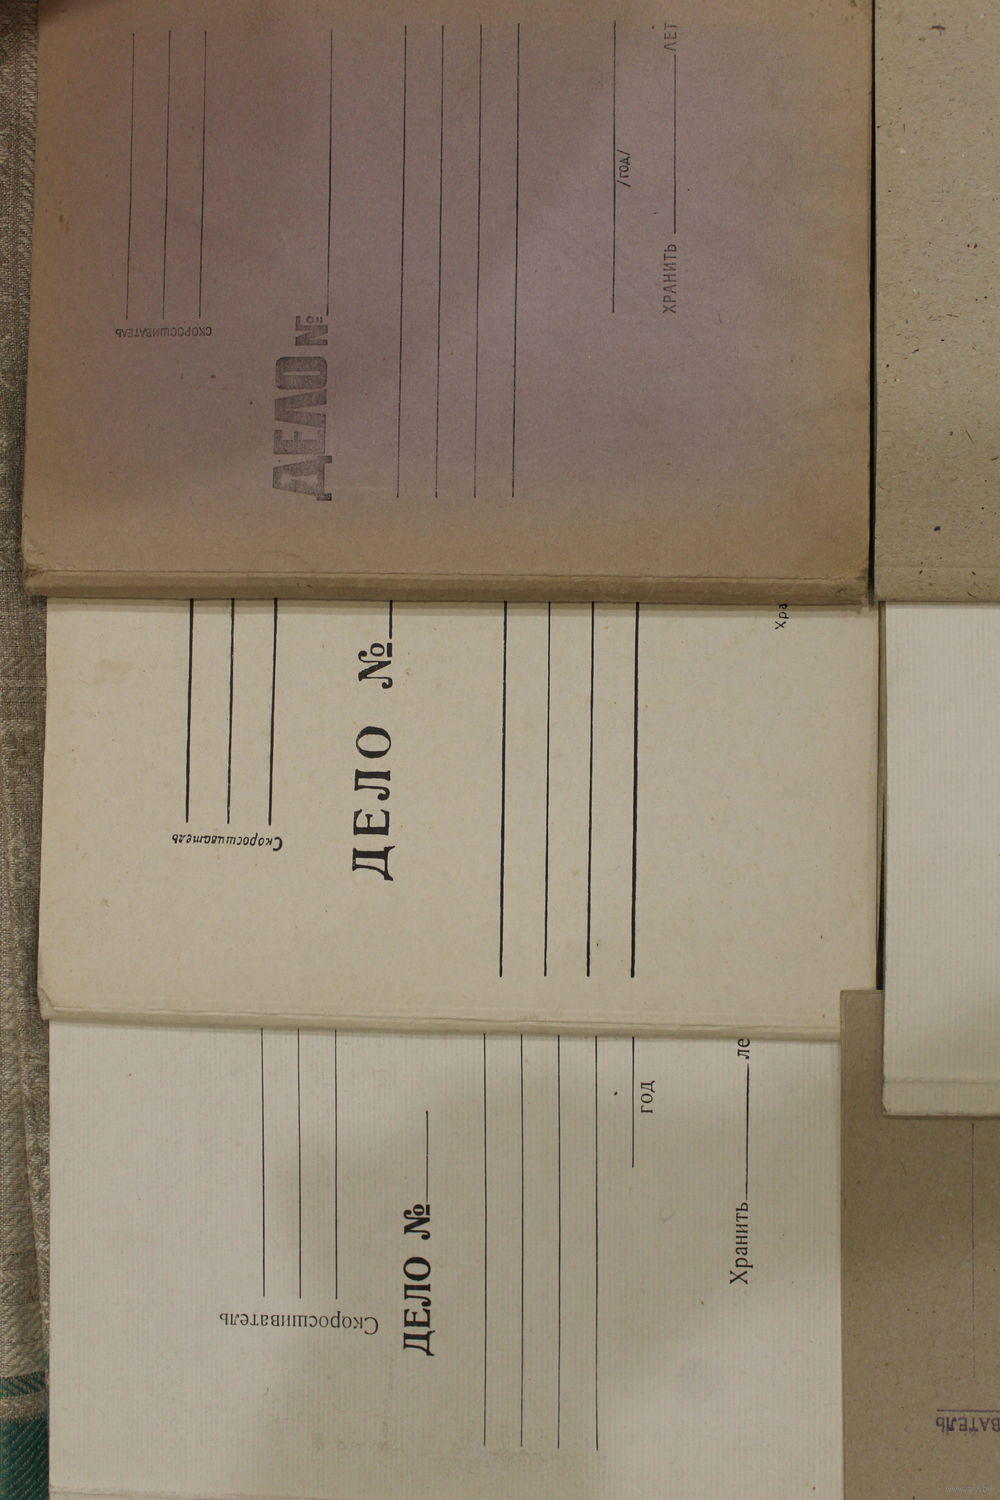 СКОРОСШИВАТЕЛЬ
ДЕЛО №
/ГОД/
ХРАНИТЬ ЛЕТ
Скоросшиватель
ДЕЛО №
Хра
Скоросшиватель
ДЕЛО №
год
Хранить ле
ВАТЕЛЬ